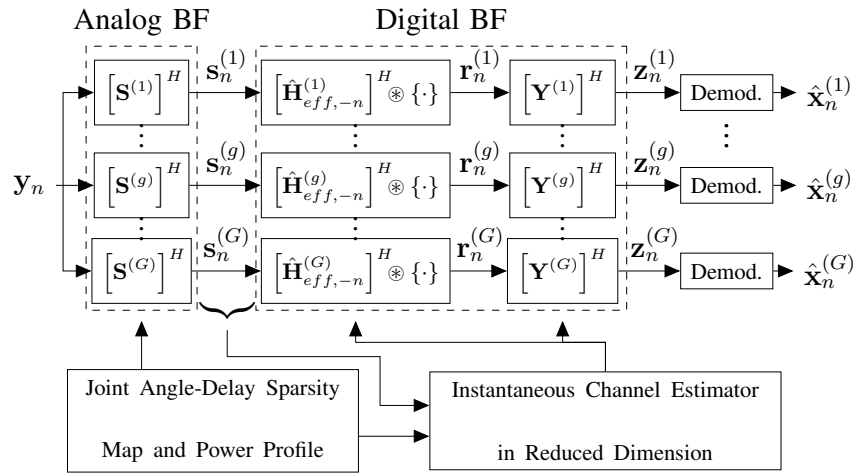 Analog BF Digital BF
y_n [S^{(1)}]^H s_n^{(1)} [Ĥ_{eff,-n}^{(1)}]^H ⊛ {·} r_n^{(1)} [Y^{(1)}]^H z_n^{(1)} Demod. x̂_n^{(1)}
[S^{(g)}]^H s_n^{(g)} [Ĥ_{eff,-n}^{(g)}]^H ⊛ {·} r_n^{(g)} [Y^{(g)}]^H z_n^{(g)} Demod. x̂_n^{(g)}
[S^{(G)}]^H s_n^{(G)} [Ĥ_{eff,-n}^{(G)}]^H ⊛ {·} r_n^{(G)} [Y^{(G)}]^H z_n^{(G)} Demod. x̂_n^{(G)}
Joint Angle-Delay Sparsity
Map and Power Profile
Instantaneous Channel Estimator
in Reduced Dimension